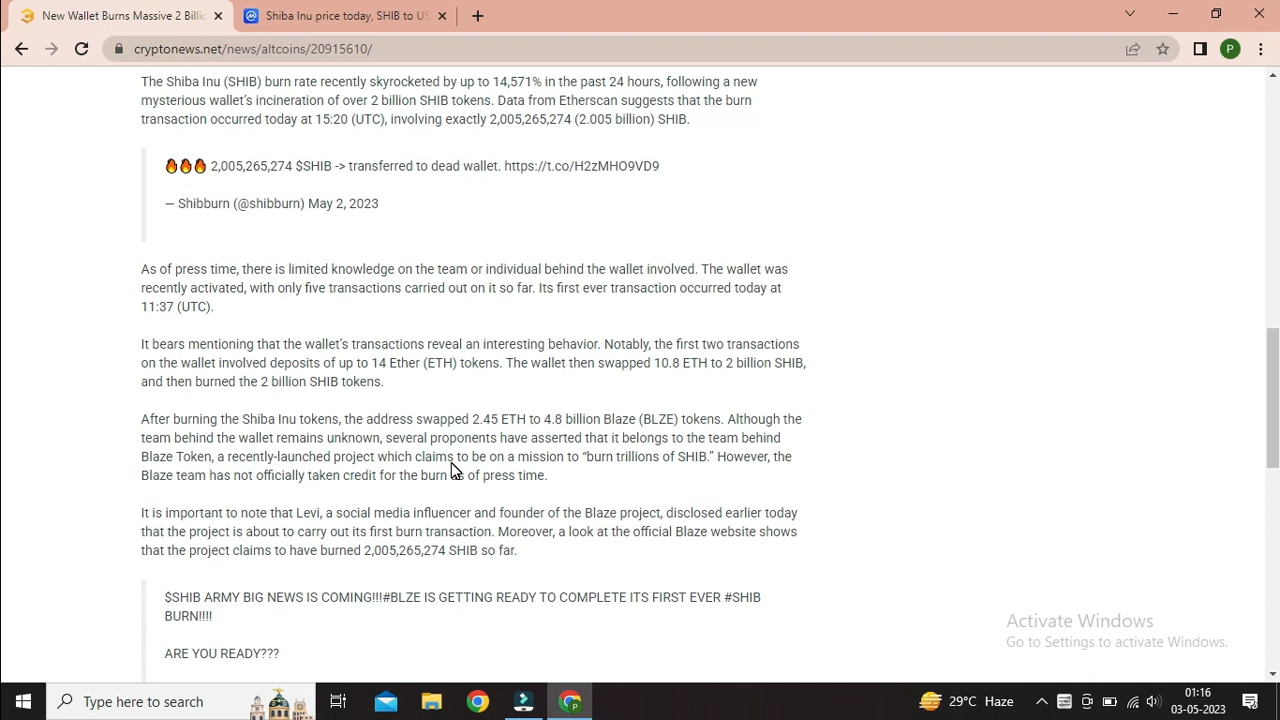 New Wallet Burns Massive 2 Billi
Shiba Inu price today, SHIB to US
cryptonews.net/news/altcoins/20915610/
P
The Shiba Inu (SHIB) burn rate recently skyrocketed by up to 14,571% in the past 24 hours, following a new
mysterious wallet's incineration of over 2 billion SHIB tokens. Data from Etherscan suggests that the burn
transaction occurred today at 15:20 (UTC), involving exactly 2,005,265,274 (2.005 billion) SHIB.
🔥🔥🔥 2,005,265,274 $SHIB -> transferred to dead wallet. https://t.co/H2zMHO9VD9
— Shibburn (@shibburn) May 2, 2023
As of press time, there is limited knowledge on the team or individual behind the wallet involved. The wallet was
recently activated, with only five transactions carried out on it so far. Its first ever transaction occurred today at
11:37 (UTC).
It bears mentioning that the wallet's transactions reveal an interesting behavior. Notably, the first two transactions
on the wallet involved deposits of up to 14 Ether (ETH) tokens. The wallet then swapped 10.8 ETH to 2 billion SHIB,
and then burned the 2 billion SHIB tokens.
After burning the Shiba Inu tokens, the address swapped 2.45 ETH to 4.8 billion Blaze (BLZE) tokens. Although the
team behind the wallet remains unknown, several proponents have asserted that it belongs to the team behind
Blaze Token, a recently-launched project which claims to be on a mission to “burn trillions of SHIB.” However, the
Blaze team has not officially taken credit for the burn as of press time.
It is important to note that Levi, a social media influencer and founder of the Blaze project, disclosed earlier today
that the project is about to carry out its first burn transaction. Moreover, a look at the official Blaze website shows
that the project claims to have burned 2,005,265,274 SHIB so far.
$SHIB ARMY BIG NEWS IS COMING!!!#BLZE IS GETTING READY TO COMPLETE ITS FIRST EVER #SHIB
BURN!!!!
ARE YOU READY???
Activate Windows
Go to Settings to activate Windows.
Type here to search
29°C Haze
01:16
03-05-2023